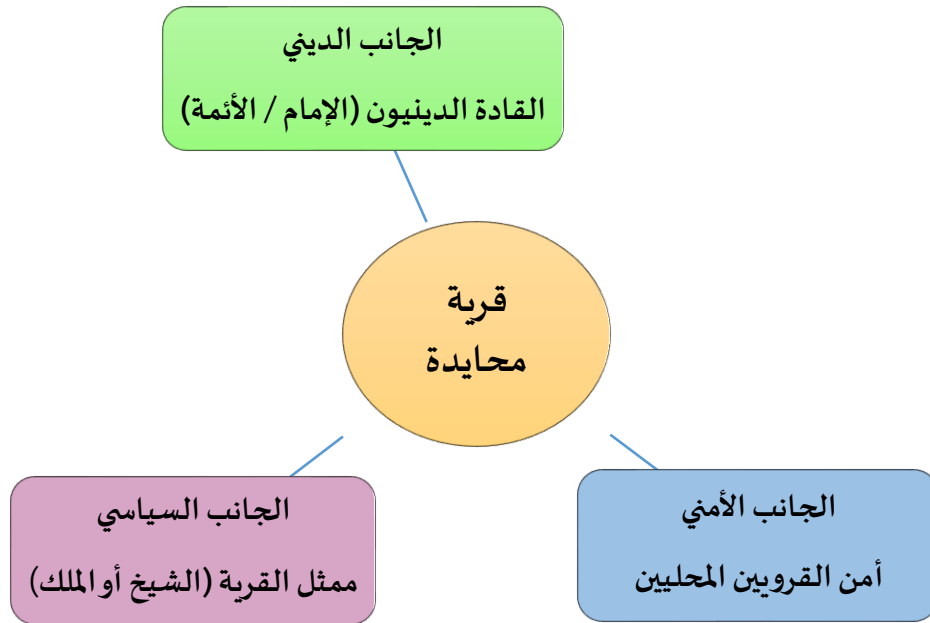 الجانب الديني
القادة الدينيون (الإمام / الأئمة)
قرية
محايدة
الجانب الأمني
أمن القرويين المحليين
الجانب السياسي
ممثل القرية (الشيخ أو الملك)